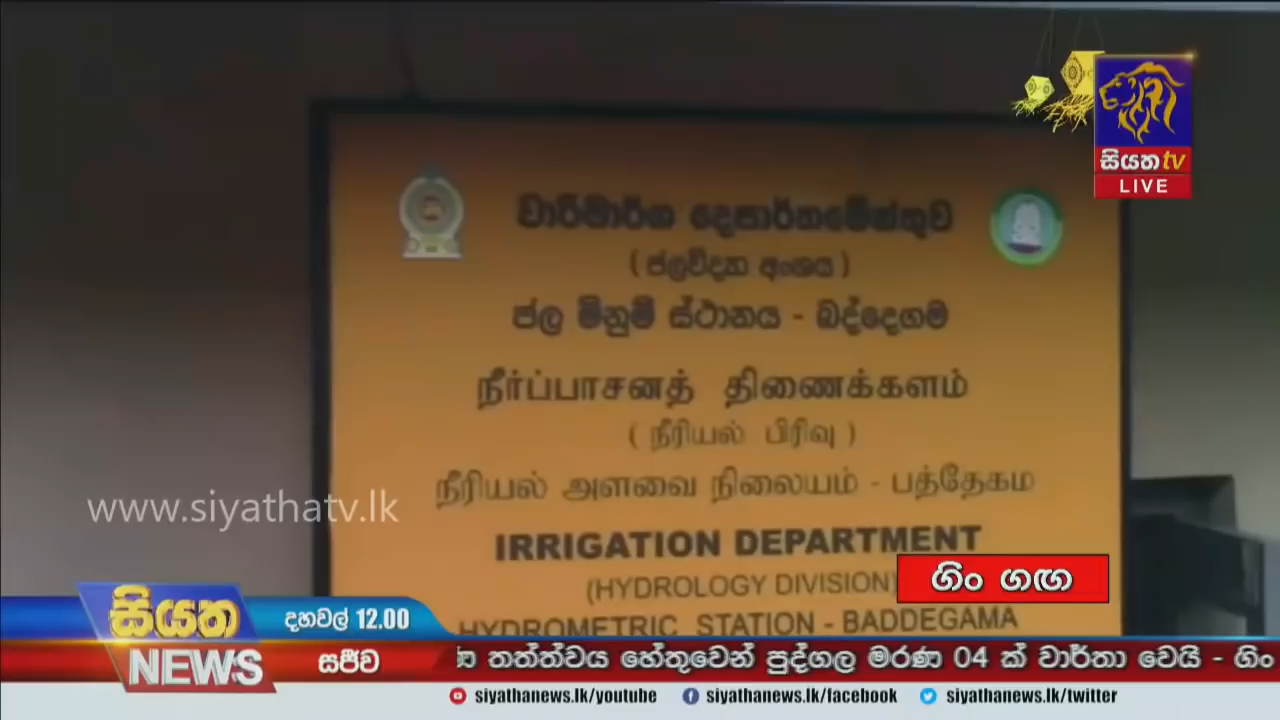 සියත tv
LIVE
වාරිමාර්ග දෙපාර්තමේන්තුව
(ජලවිද්‍යා අංශය)
ජල මිනුම් ස්ථානය - බද්දෙගම
நீர்ப்பாசனத் திணைக்களம்
( நீரியல் பிரிவு )
நீரியல் அளவை நிலையம் - பத்தேகம
www.siyathatv.lk
IRRIGATION DEPARTMENT
(HYDROLOGY DIVISION)
HYDROMETRIC STATION - BADDEGAMA
ගිං ගඟ
සියත NEWS
දහවල් 12.00
සජීව
තත්ත්වය හේතුවෙන් පුද්ගල මරණ 04 ක් වාර්තා වෙයි - ගිං
siyathanews.lk/youtube siyathanews.lk/facebook siyathanews.lk/twitter